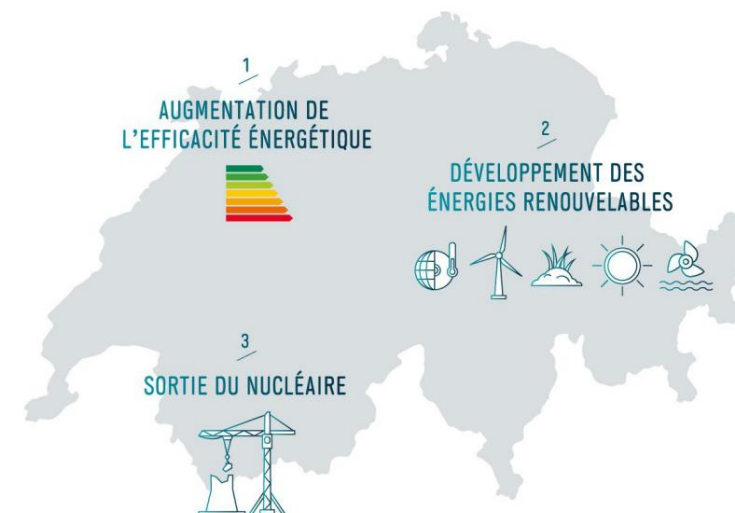 1
AUGMENTATION DE
L'EFFICACITÉ ÉNERGÉTIQUE
2
DÉVELOPPEMENT DES
ÉNERGIES RENOUVELABLES
3
SORTIE DU NUCLÉAIRE